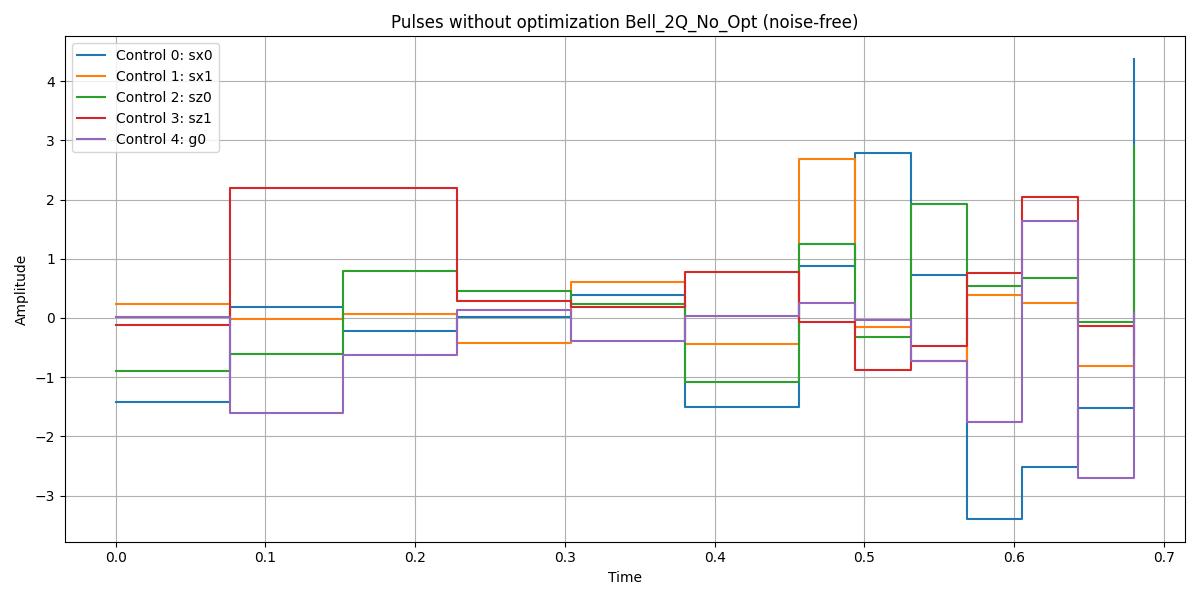 Pulses without optimization Bell_2Q_No_Opt (noise-free)
Control 0: sx0
Control 1: sx1
Control 2: sz0
Control 3: sz1
Control 4: g0
Amplitude
4
3
2
1
0
−1
−2
−3
0.0 0.1 0.2 0.3 0.4 0.5 0.6 0.7
Time